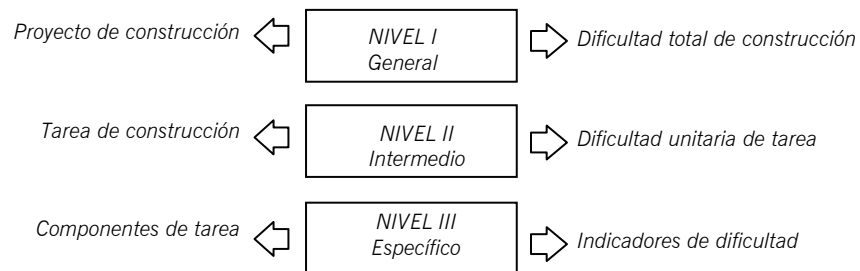 Proyecto de construcción
NIVEL I
General
Dificultad total de construcción
Tarea de construcción
NIVEL II
Intermedio
Dificultad unitaria de tarea
Componentes de tarea
NIVEL III
Específico
Indicadores de dificultad